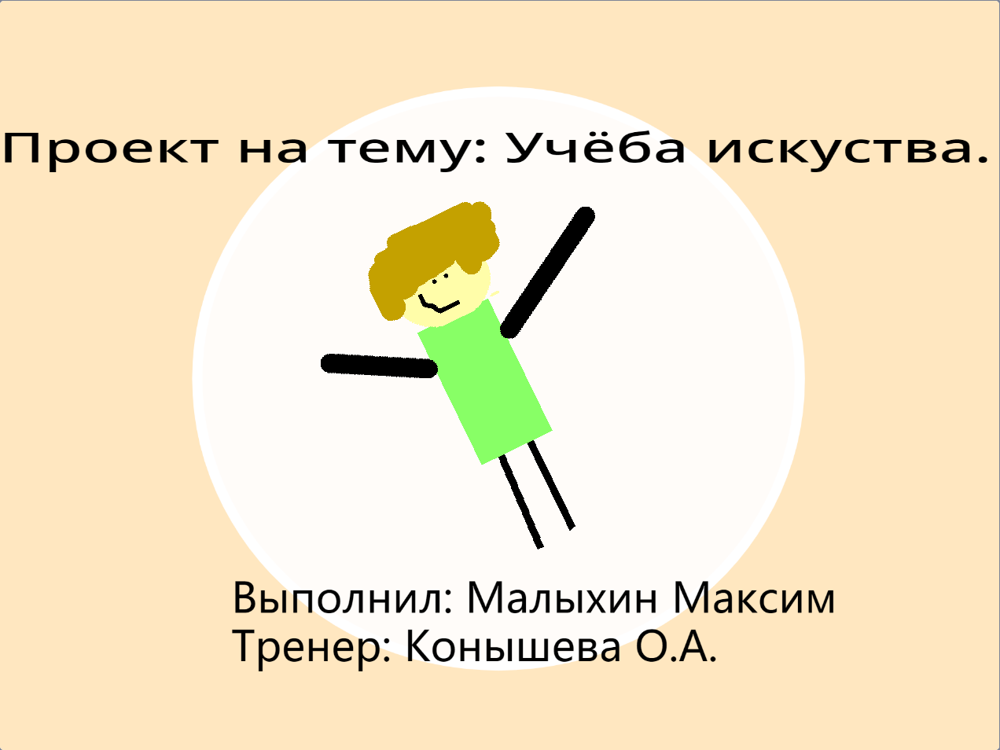 Проект на тему: Учёба искуства.
Выполнил: Малыхин Максим
Тренер: Конышева О.А.